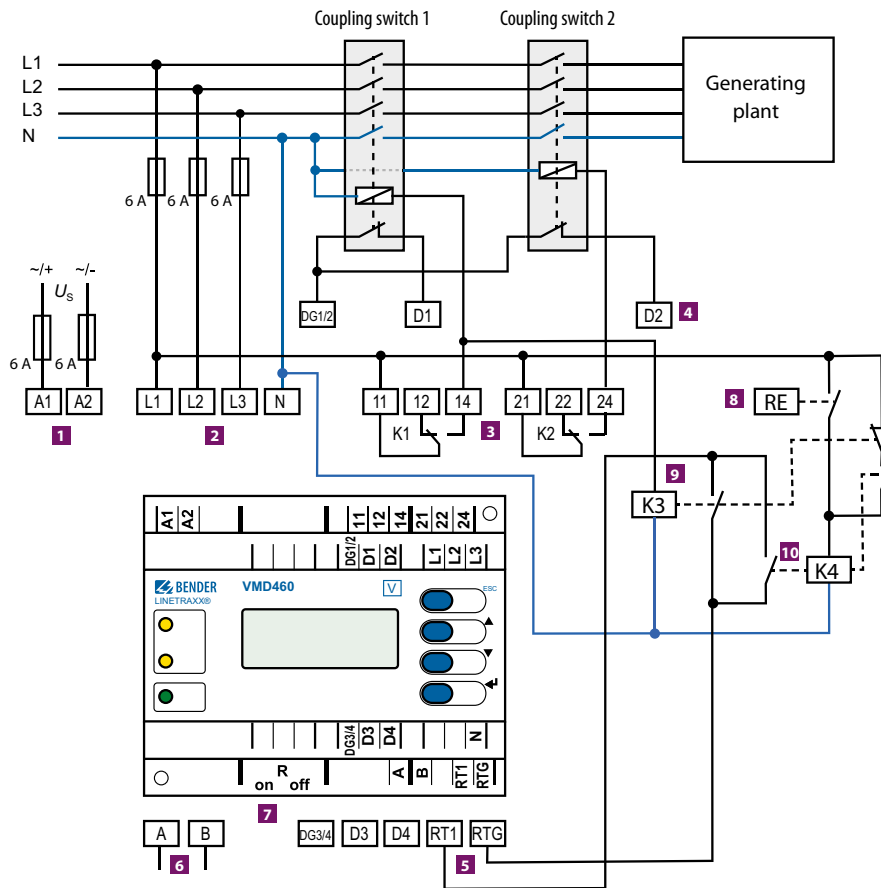 Coupling switch 1 Coupling switch 2
L1
L2
L3
N
Generating
plant
6 A 6 A 6 A
~/+ ~/-
US
DG1/2 D1 D2 4
6 A 6 A
A1 A2 L1 L2 L3 N 11 12 14 21 22 24
RE 8
1 2 K1 3 K2
9
K3
10
K4
A1 A2 11 12 14 21 22 24
DG1/2 D1 D2 L1 L2 L3
BENDER
LINETRAXX®
VMD460 V
ESC
DG3/4 D3 D4 N
R
on off
A B RT1 RTG
7
A B DG3/4 D3 D4 RT1 RTG
6 5